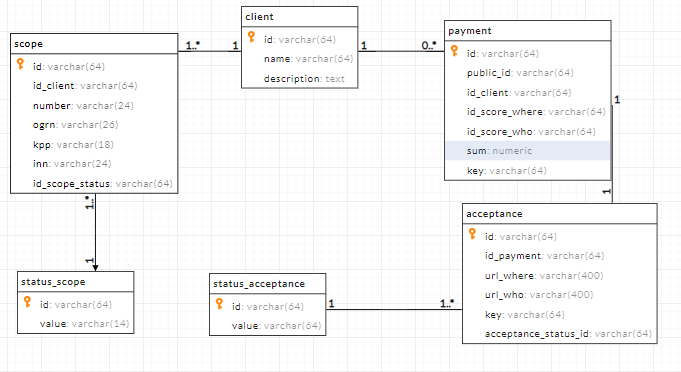 client
id: varchar(64)
name: varchar(64)
description: text
scope
id: varchar(64)
id_client: varchar(64)
number: varchar(24)
ogrn: varchar(26)
kpp: varchar(18)
inn: varchar(24)
id_scope_status: varchar(64)
1..*
1
1
0..*
payment
id: varchar(64)
public_id: varchar(64)
id_client: varchar(64)
id_score_where: varchar(64)
id_score_who: varchar(64)
sum: numeric
key: varchar(64)
1
1
1..*
1
acceptance
id: varchar(64)
id_payment: varchar(64)
url_where: varchar(400)
url_who: varchar(400)
key: varchar(64)
acceptance_status_id: varchar(64)
status_scope
id: varchar(64)
value: varchar(14)
status_acceptance
id: varchar(64)
value: varchar(64)
1
1..*